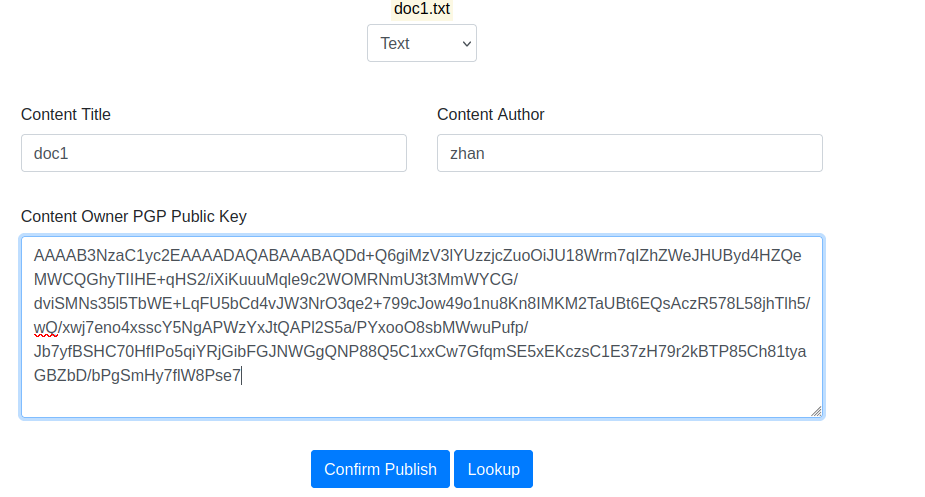 doc1.txt
Text
Content Title
Content Author
doc1
zhan
Content Owner PGP Public Key
AAAAB3NzaC1yc2EAAAADAQABAAABAQDd+Q6giMzV3lYUzzjcZuoOiJU18Wrm7qIZhZWeJHUByd4HZQe
MWCQGhyTIIHE+qHS2/iXiKuuuMqle9c2WOMRNmU3t3MmWYCG/
dviSMNs35l5TbWE+LqFU5bCd4vJW3NrO3qe2+799cJow49o1nu8Kn8IMKM2TaUBt6EQsAczR578L58jhTlh5/
wQ/xwj7eno4xsscY5NgAPWzYxJtQAPl2S5a/PYxooO8sbMWwuPufp/
Jb7yfBSHC70HfIPo5qiYRjGibFGJNWGgQNP88Q5C1xxCw7GfqmSE5xEKczsC1E37zH79r2kBTP85Ch81tya
GBZbD/bPgSmHy7flW8Pse7
Confirm Publish
Lookup